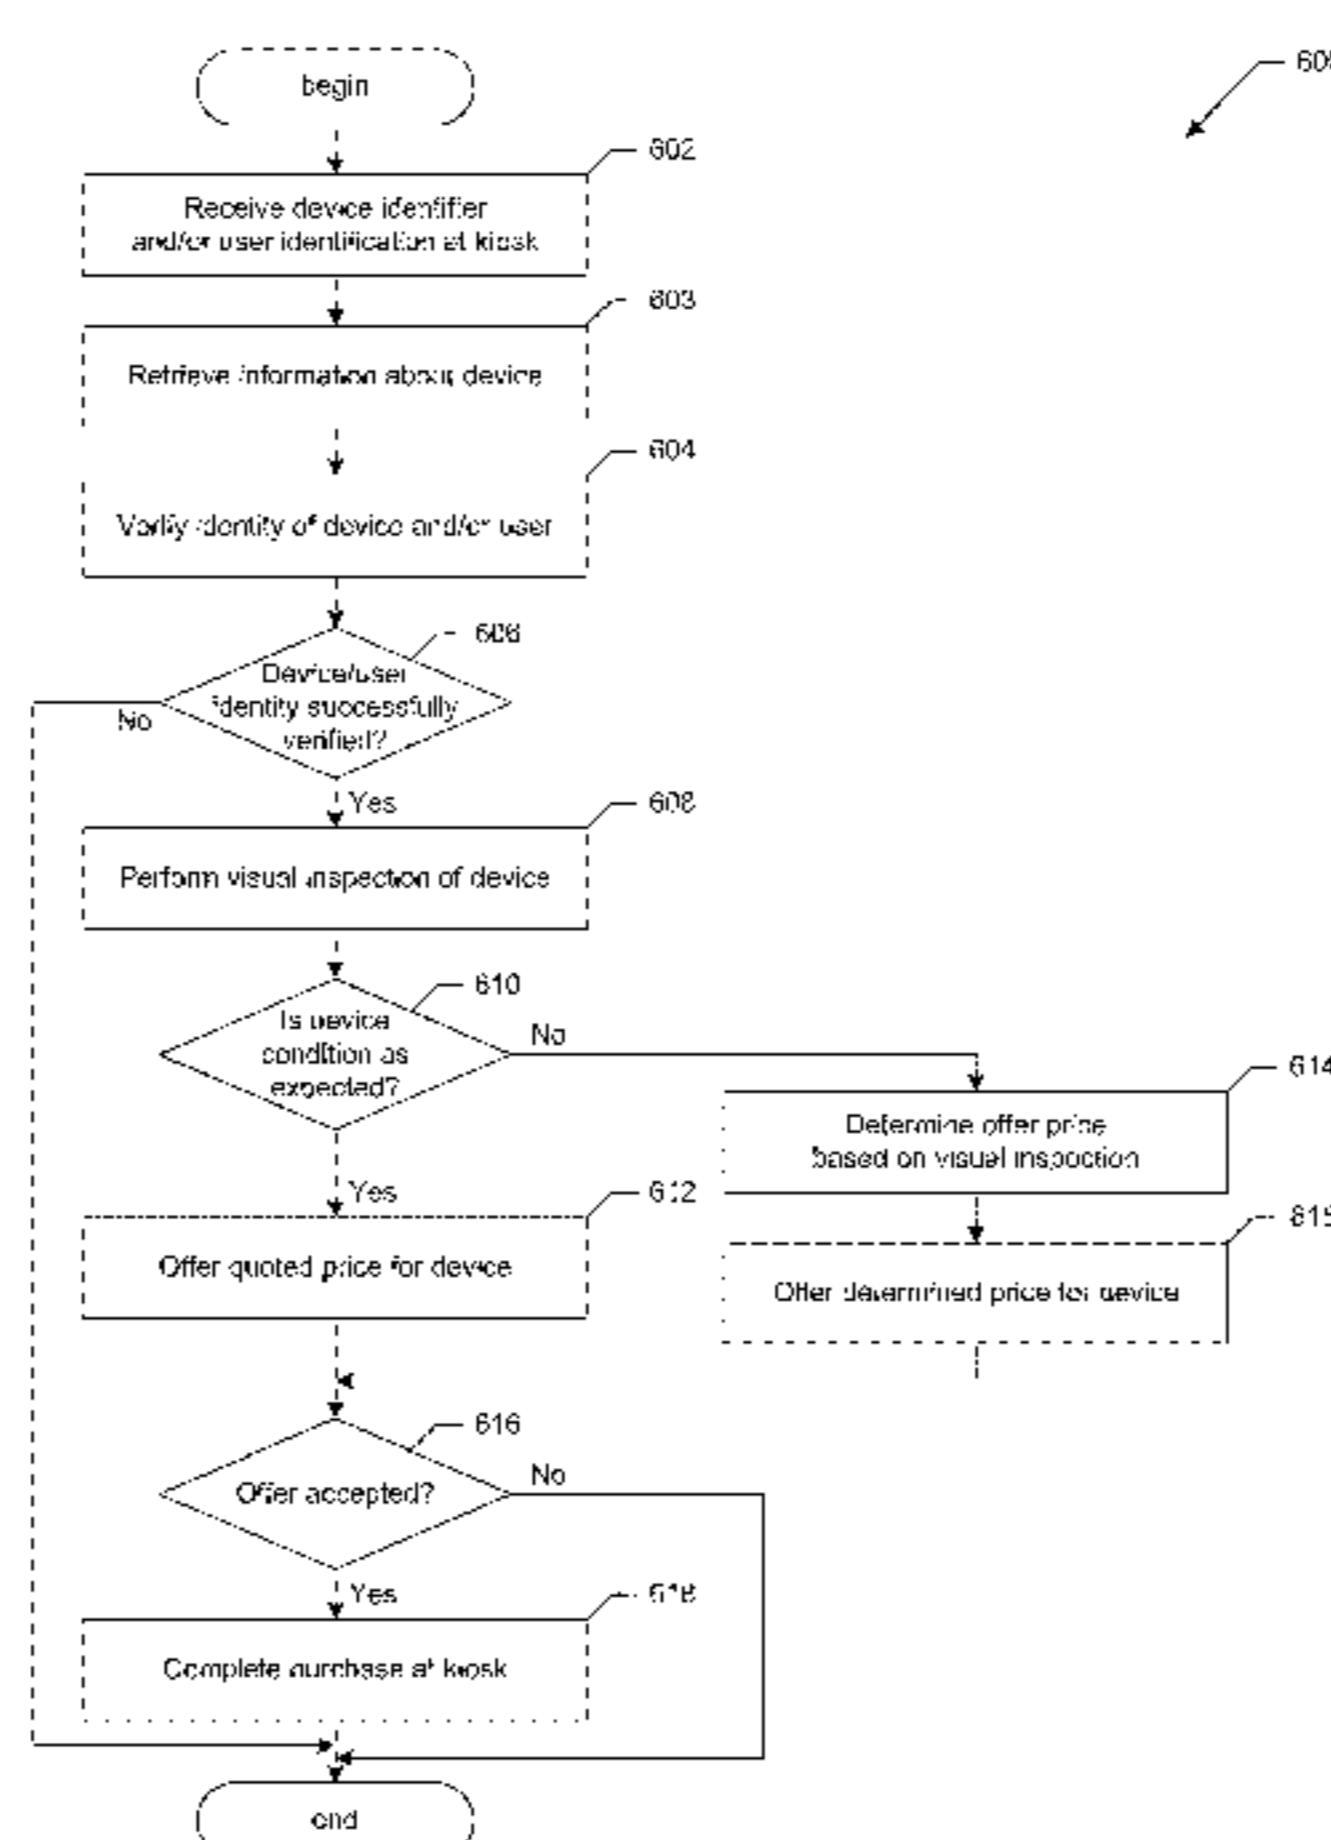 begin
602
Receive device identifier
and/or user identification at kiosk
603
Retrieve information about device
604
Verify identity of device and/or user
606
Device/user
identity successfully
verified?
No
Yes
608
Perform visual inspection of device
610
Is device
condition as
expected?
No
614
Determine offer price
based on visual inspection
Yes
612
Offer quoted price for device
615
Offer determined price for device
616
Offer accepted?
No
Yes
618
Complete purchase at kiosk
end